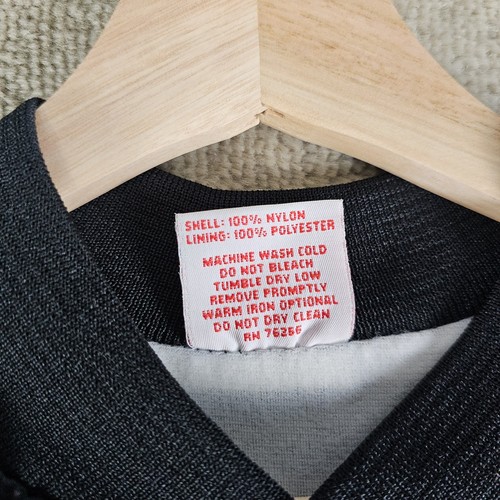 SHELL: 100% NYLON
LINING: 100% POLYESTER
MACHINE WASH COLD
DO NOT BLEACH
TUMBLE DRY LOW
REMOVE PROMPTLY
WARM IRON OPTIONAL
DO NOT DRY CLEAN
RN 76256